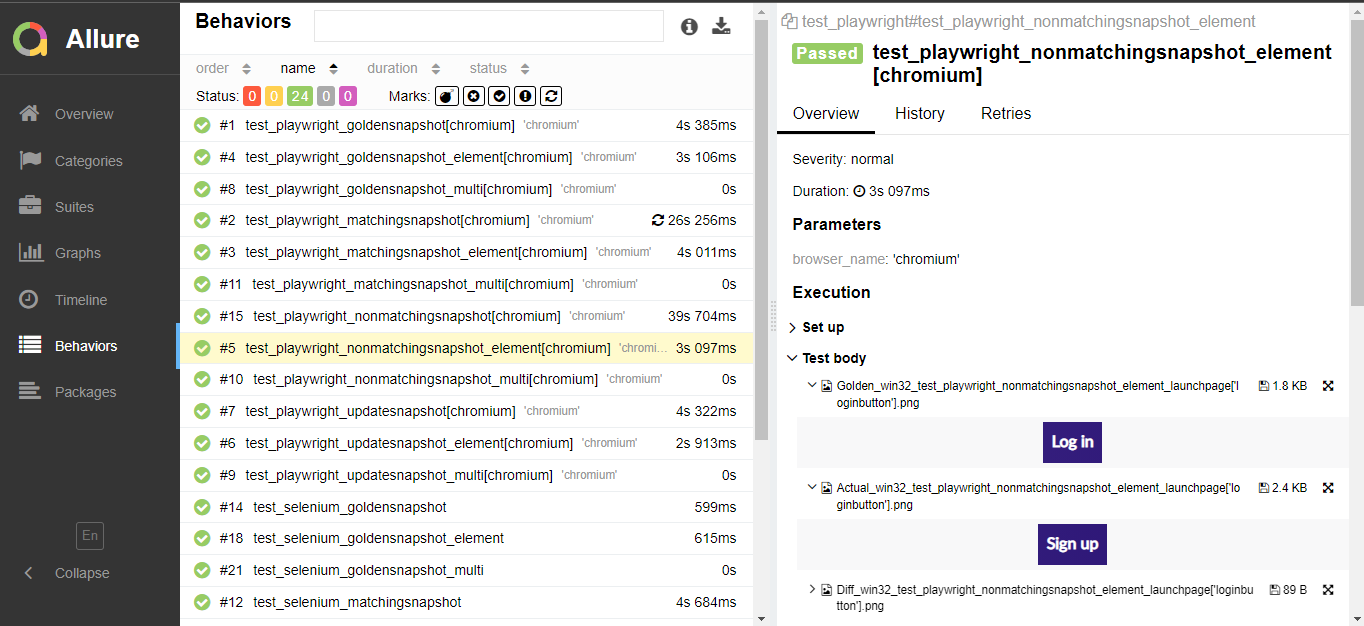 Allure
Overview
Categories
Suites
Graphs
Timeline
Behaviors
Packages
En
Collapse
Behaviors
order name duration status
Status: 0 0 24 0 0 Marks:
#1 test_playwright_goldensnapshot[chromium] 'chromium' 4s 385ms
#4 test_playwright_goldensnapshot_element[chromium] 'chromium' 3s 106ms
#8 test_playwright_goldensnapshot_multi[chromium] 'chromium' 0s
#2 test_playwright_matchingsnapshot[chromium] 'chromium' 26s 256ms
#3 test_playwright_matchingsnapshot_element[chromium] 'chromium' 4s 011ms
#11 test_playwright_matchingsnapshot_multi[chromium] 'chromium' 0s
#15 test_playwright_nonmatchingsnapshot[chromium] 'chromium' 39s 704ms
#5 test_playwright_nonmatchingsnapshot_element[chromium] 'chromi... 3s 097ms
#10 test_playwright_nonmatchingsnapshot_multi[chromium] 'chromium' 0s
#7 test_playwright_updatesnapshot[chromium] 'chromium' 4s 322ms
#6 test_playwright_updatesnapshot_element[chromium] 'chromium' 2s 913ms
#9 test_playwright_updatesnapshot_multi[chromium] 'chromium' 0s
#14 test_selenium_goldensnapshot 599ms
#18 test_selenium_goldensnapshot_element 615ms
#21 test_selenium_goldensnapshot_multi 0s
#12 test_selenium_matchingsnapshot 4s 684ms
test_playwright#test_playwright_nonmatchingsnapshot_element
Passed test_playwright_nonmatchingsnapshot_element
[chromium]
Overview History Retries
Severity: normal
Duration: 3s 097ms
Parameters
browser_name: 'chromium'
Execution
Set up
Test body
Golden_win32_test_playwright_nonmatchingsnapshot_element_launchpage['l 1.8 KB
oginbutton'].png
Log in
Actual_win32_test_playwright_nonmatchingsnapshot_element_launchpage['lo 2.4 KB
ginbutton'].png
Sign up
Diff_win32_test_playwright_nonmatchingsnapshot_element_launchpage['loginbu 89 B
tton'].png